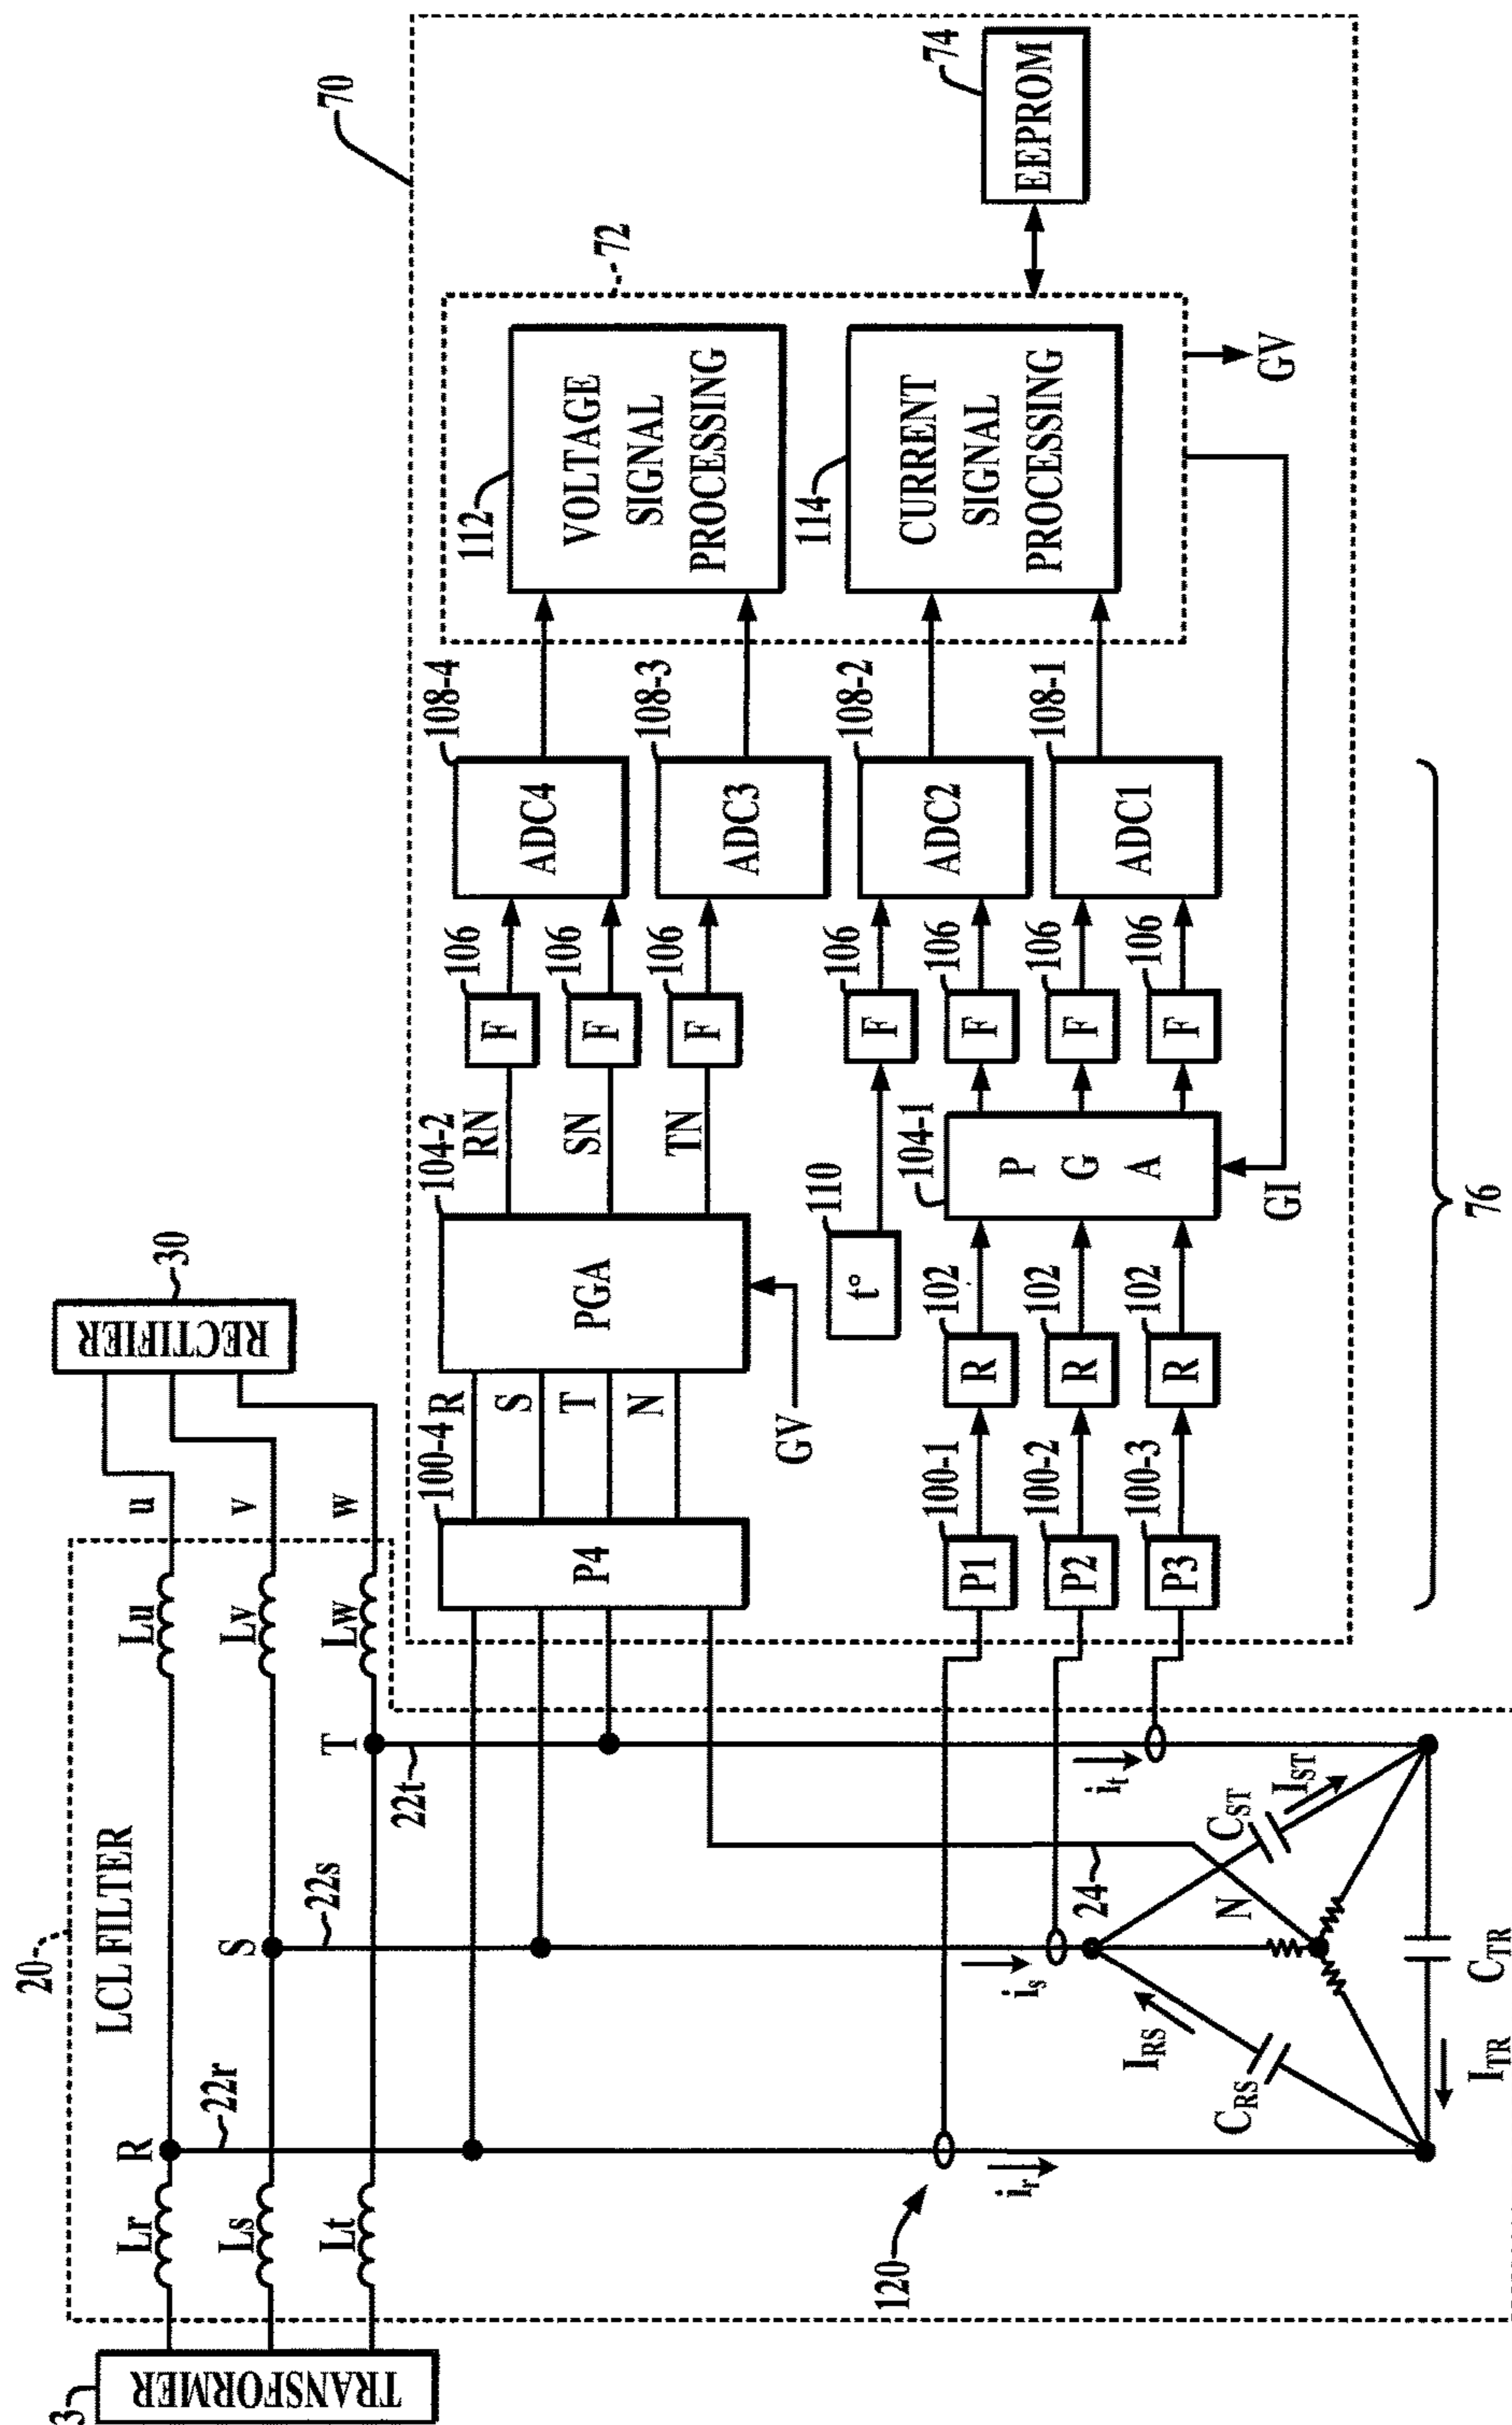 3
TRANSFORMER
20
LCL FILTER
Lr
Ls
Lt
R
S
T
22r
22s
22t
Lu
Lv
Lw
u
v
w
RECTIFIER
30
70
P4
100-4
R
S
T
N
PGA
104-2
GV
RN
SN
TN
F
106
F
106
F
106
ADC4
108-4
ADC3
108-3
72
VOLTAGE
SIGNAL
PROCESSING
112
EEPROM
74
t°
110
F
106
P1
100-1
P2
100-2
P3
100-3
R
102
R
102
R
102
P
G
A
104-1
GI
F
106
F
106
F
106
ADC2
108-2
ADC1
108-1
CURRENT
SIGNAL
PROCESSING
114
GV
76
120
ir
is
it
24
N
IRS
CRS
CST
IST
CTR
ITR